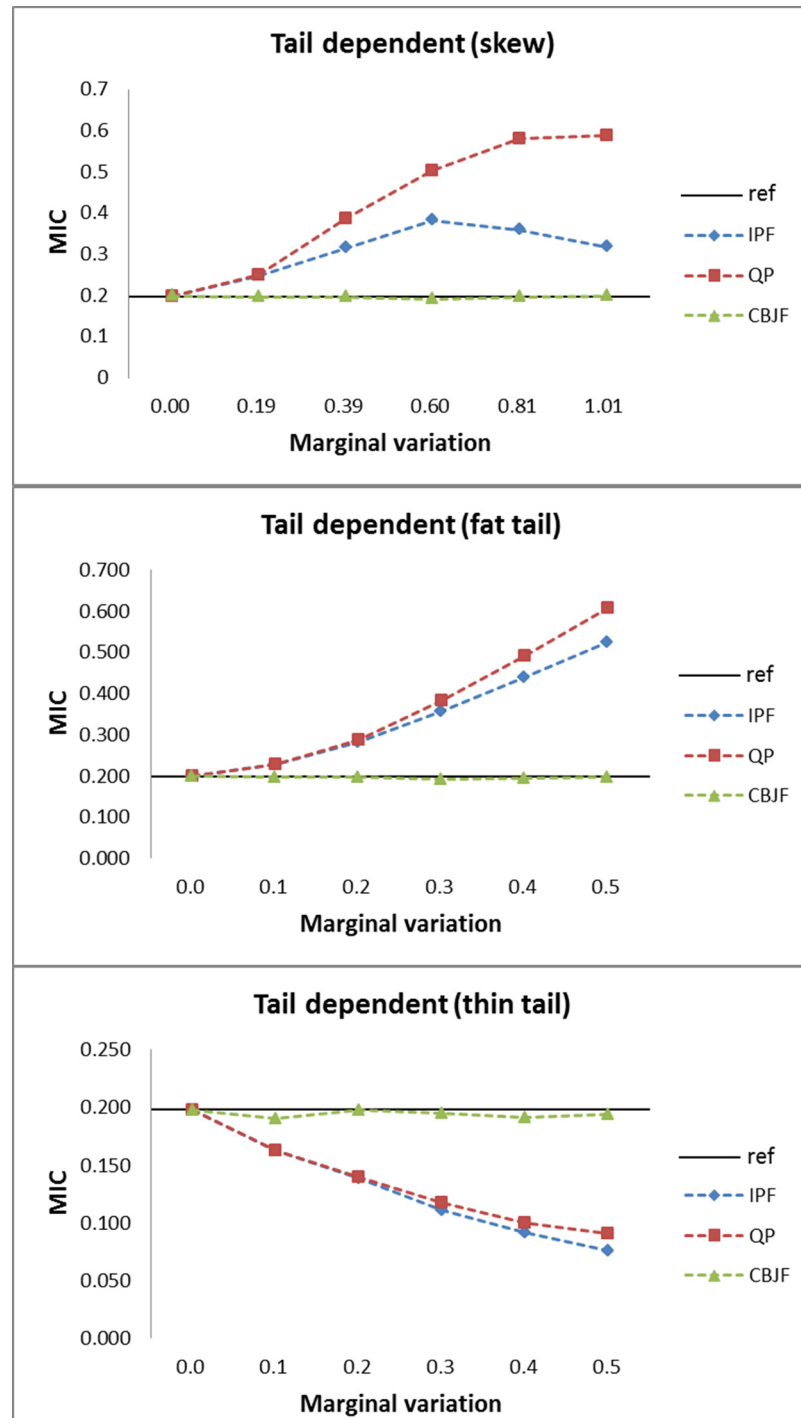 Tail dependent (skew)
0.7
0.6
0.5
0.4
0.3
0.2
0.1
0
MIC
0.00 0.19 0.39 0.60 0.81 1.01
Marginal variation
ref
IPF
QP
CBJF
Tail dependent (fat tail)
0.700
0.600
0.500
0.400
0.300
0.200
0.100
0.000
MIC
0.0 0.1 0.2 0.3 0.4 0.5
Marginal variation
ref
IPF
QP
CBJF
Tail dependent (thin tail)
0.250
0.200
0.150
0.100
0.050
0.000
MIC
0.0 0.1 0.2 0.3 0.4 0.5
Marginal variation
ref
IPF
QP
CBJF